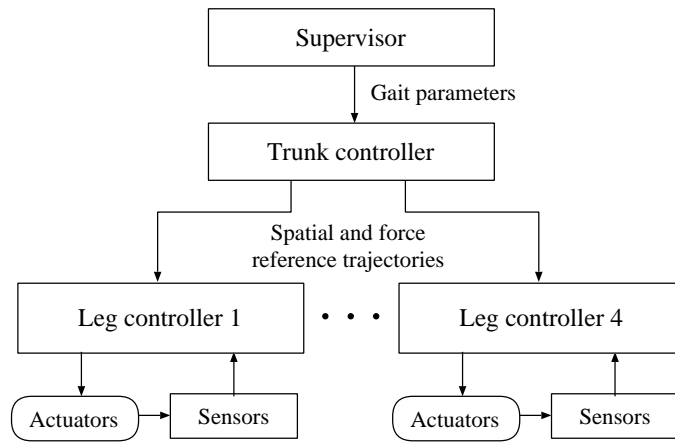 Supervisor
Gait parameters
Trunk controller
Spatial and force
reference trajectories
Leg controller 1
• • •
Leg controller 4
Actuators
Sensors
Actuators
Sensors